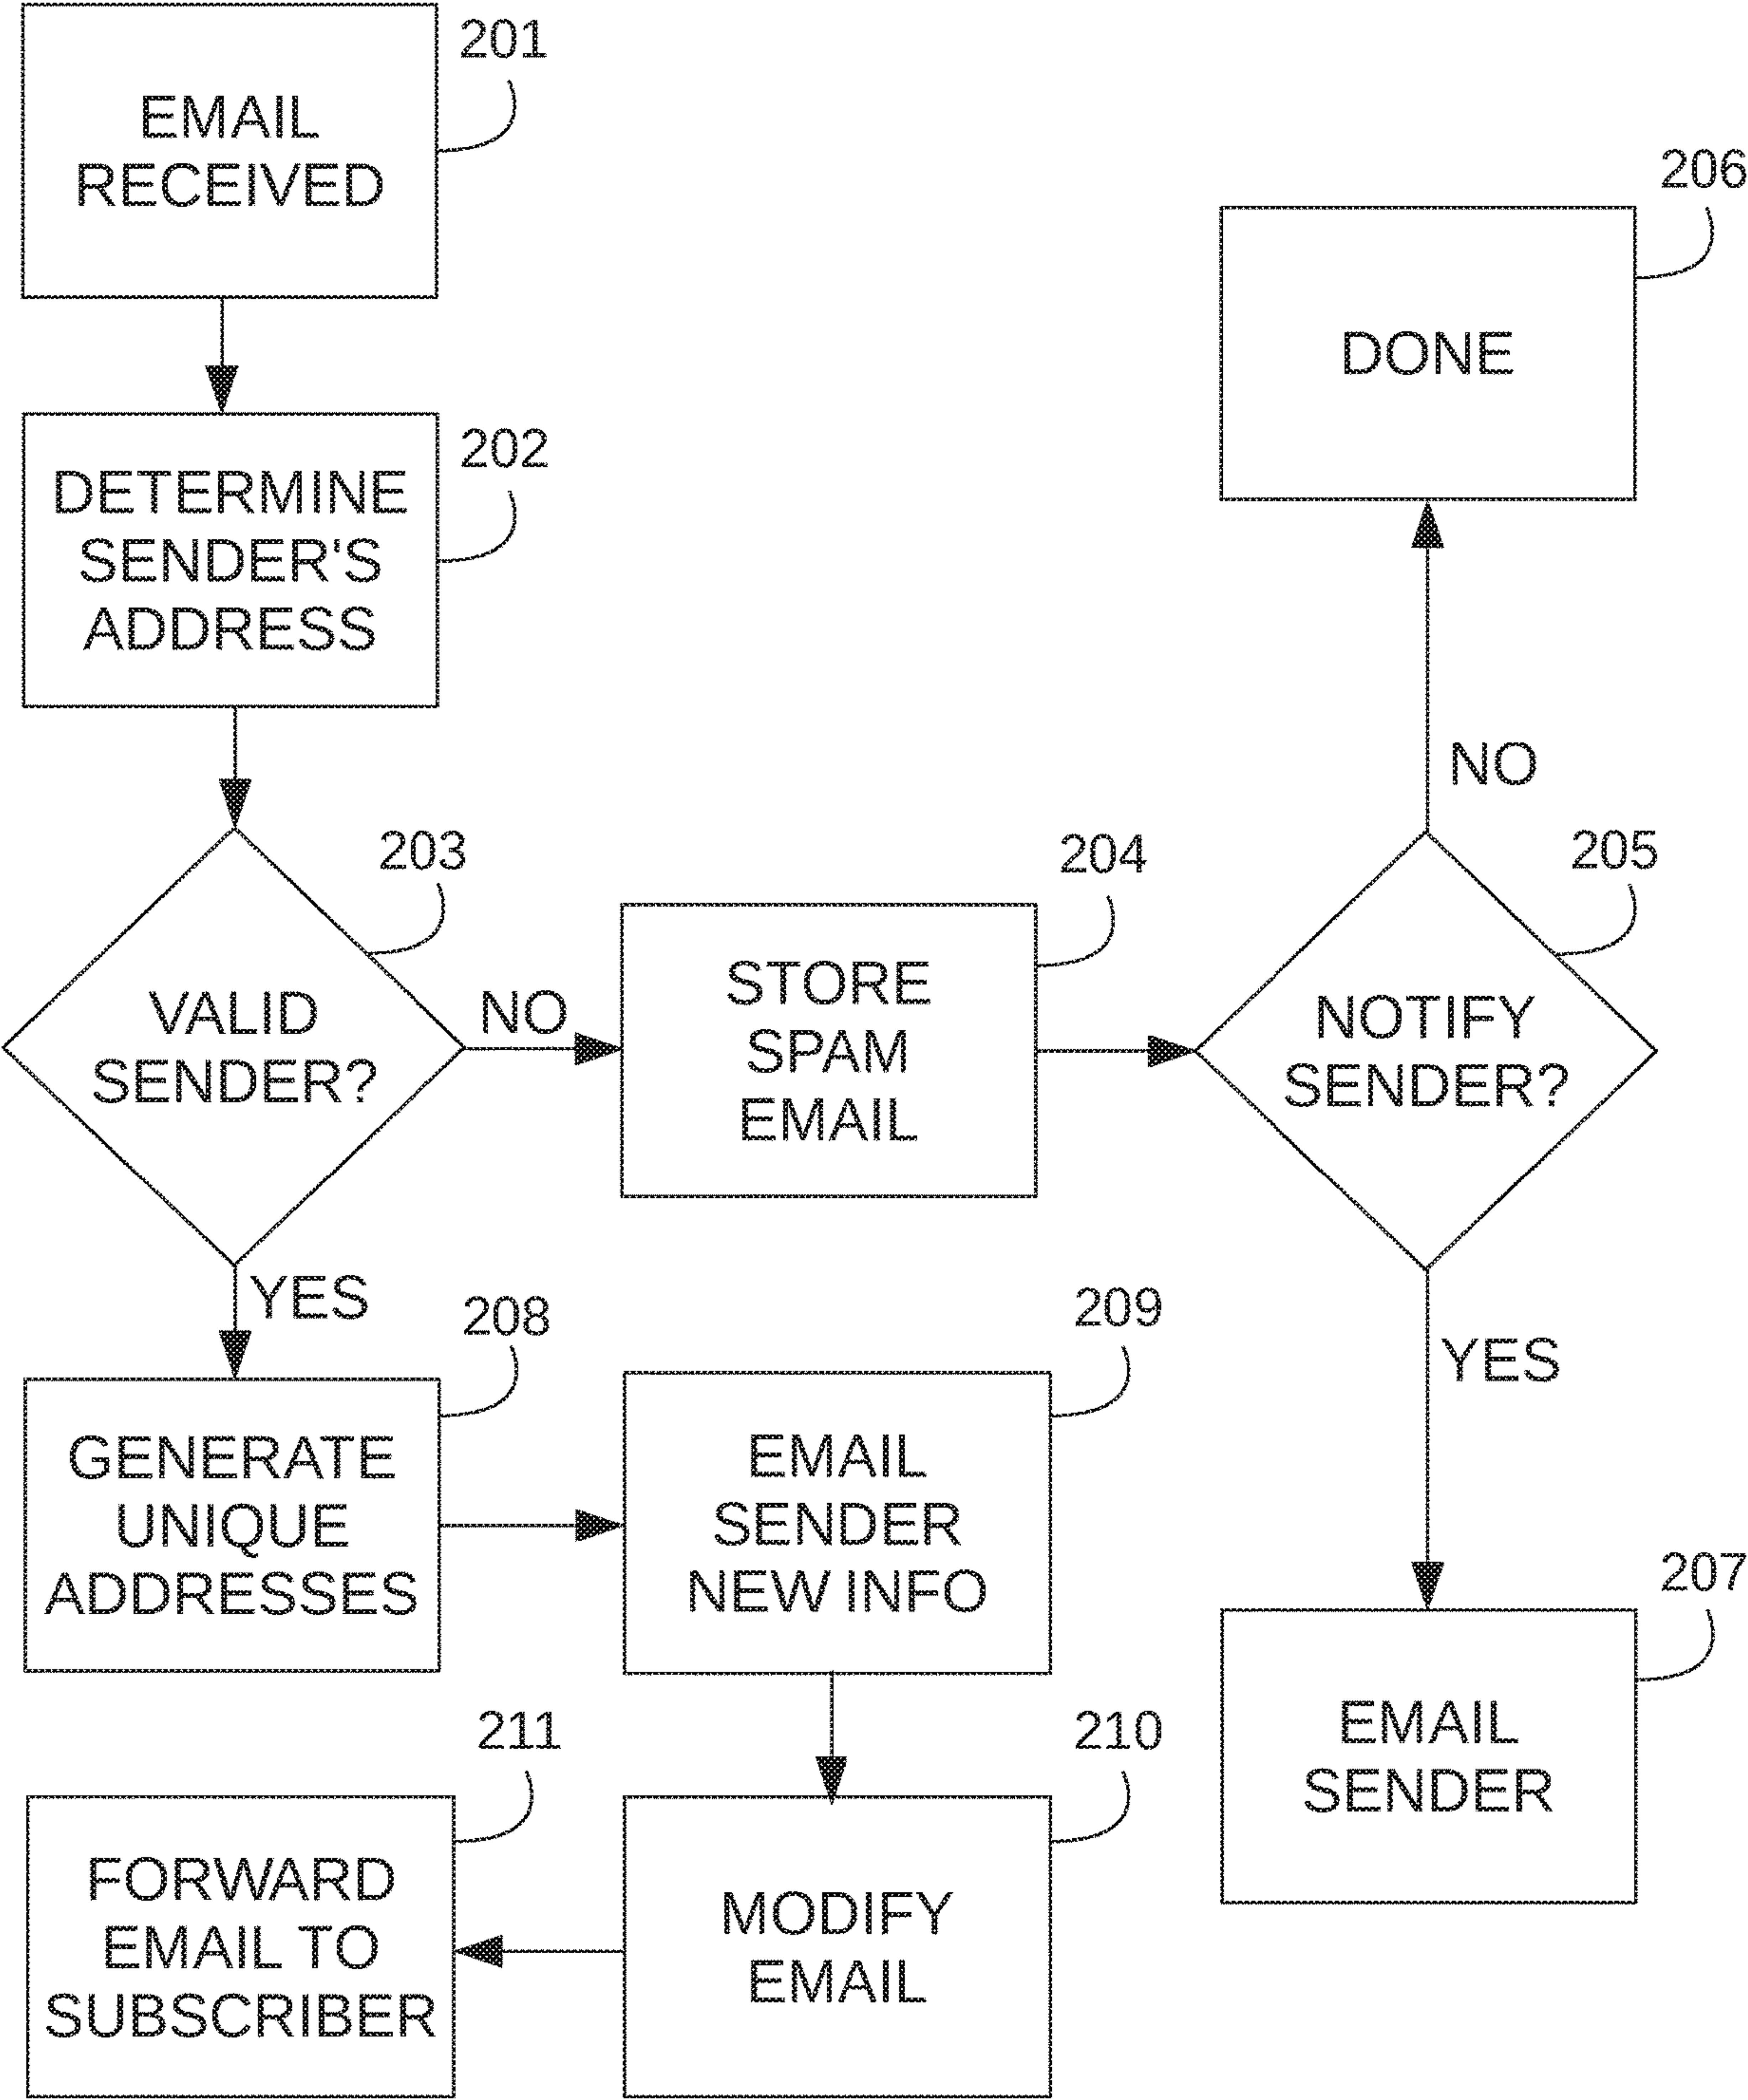 201
EMAIL
RECEIVED
206
DONE
202
DETERMINE
SENDER'S
ADDRESS
NO
203
204
205
VALID
SENDER?
NO
STORE
SPAM
EMAIL
NOTIFY
SENDER?
YES
208
209
YES
GENERATE
UNIQUE
ADDRESSES
EMAIL
SENDER
NEW INFO
207
EMAIL
SENDER
211
210
FORWARD
EMAIL TO
SUBSCRIBER
MODIFY
EMAIL